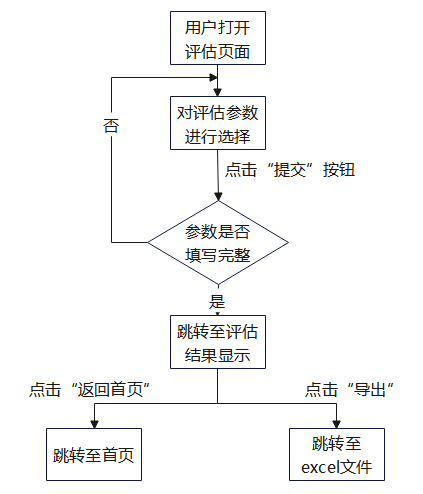 用户打开
评估页面
否
对评估参数
进行选择
点击“提交”按钮
参数是否
填写完整
是
跳转至评估
结果显示
点击“返回首页”
点击“导出”
跳转至首页
跳转至
excel文件